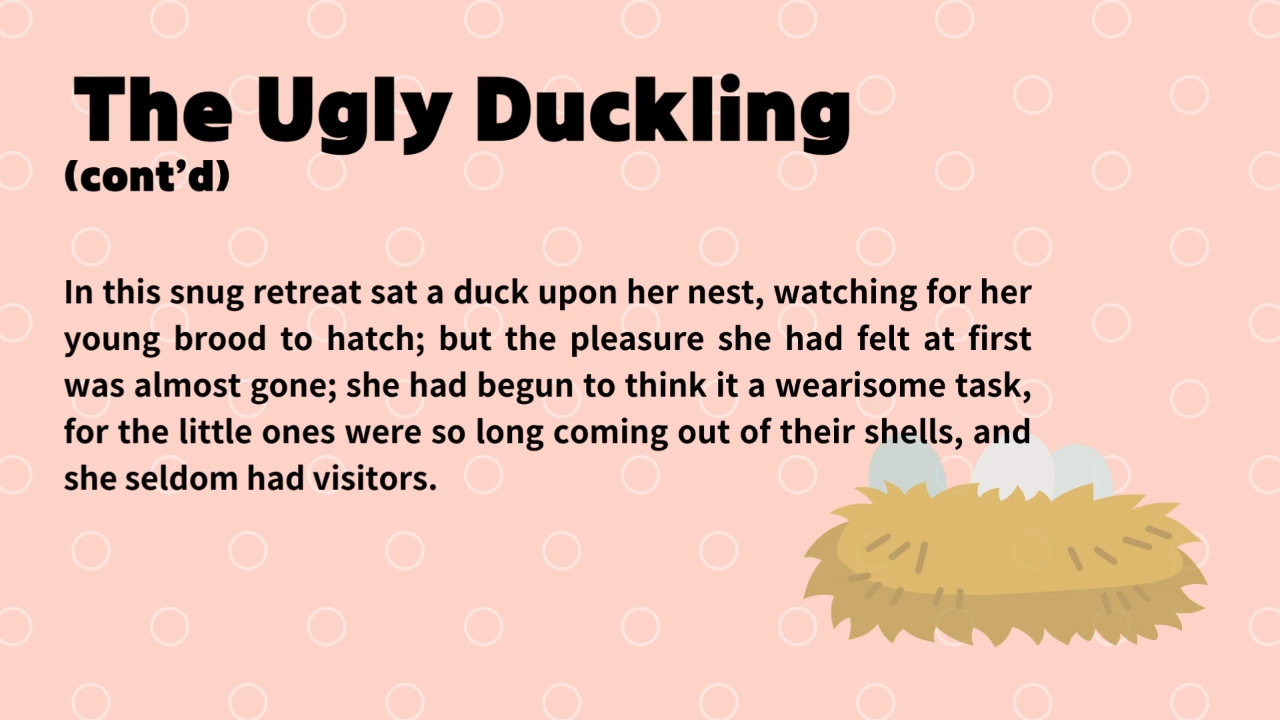 The Ugly Duckling
(cont’d)
In this snug retreat sat a duck upon her nest, watching for her
young brood to hatch; but the pleasure she had felt at first
was almost gone; she had begun to think it a wearisome task,
for the little ones were so long coming out of their shells, and
she seldom had visitors.